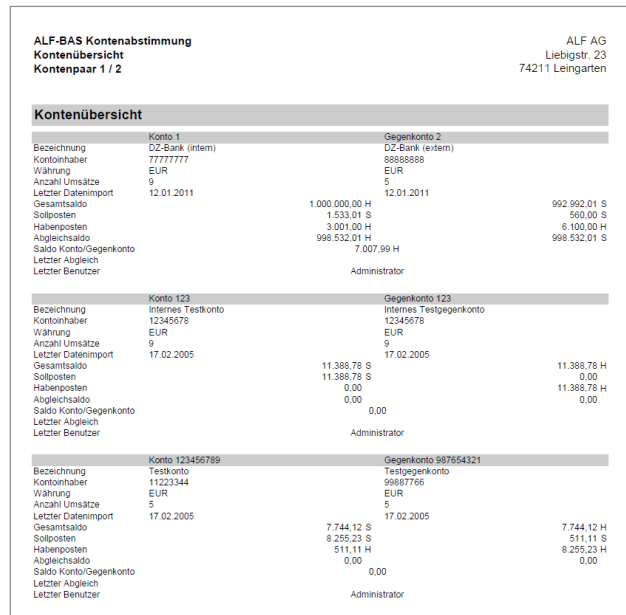 ALF-BAS Kontenabstimmung ALF AG
Kontenübersicht Liebigstr. 23
Kontenpaar 1 / 2 74211 Leingarten
Kontenübersicht
Konto 1 Gegenkonto 2
Bezeichnung DZ-Bank (intern) DZ-Bank (extern)
Kontoinhaber 77777777 88888888
Währung EUR EUR
Anzahl Umsätze 9 5
Letzter Datenimport 12.01.2011 12.01.2011
Gesamtsaldo 1.000.000,00 H 992.992,01 S
Sollposten 1.533,01 S 560,00 S
Habenposten 3.001,00 H 6.100,00 H
Abgleichsaldo 998.532,01 H 998.532,01 S
Saldo Konto/Gegenkonto 7.007,99 H
Letzter Abgleich
Letzter Benutzer Administrator
Konto 123 Gegenkonto 123
Bezeichnung Internes Testkonto Internes Testgegenkonto
Kontoinhaber 12345678 12345678
Währung EUR EUR
Anzahl Umsätze 9 9
Letzter Datenimport 17.02.2005 17.02.2005
Gesamtsaldo 11.388,78 S 11.388,78 H
Sollposten 11.388,78 S 0,00
Habenposten 0,00 11.388,78 H
Abgleichsaldo 0,00 0,00
Saldo Konto/Gegenkonto 0,00
Letzter Abgleich
Letzter Benutzer Administrator
Konto 123456789 Gegenkonto 987654321
Bezeichnung Testkonto Testgegenkonto
Kontoinhaber 11223344 99887766
Währung EUR EUR
Anzahl Umsätze 5 5
Letzter Datenimport 17.02.2005 17.02.2005
Gesamtsaldo 7.744,12 S 7.744,12 H
Sollposten 8.255,23 S 511,11 S
Habenposten 511,11 H 8.255,23 H
Abgleichsaldo 0,00 0,00
Saldo Konto/Gegenkonto 0,00
Letzter Abgleich
Letzter Benutzer Administrator